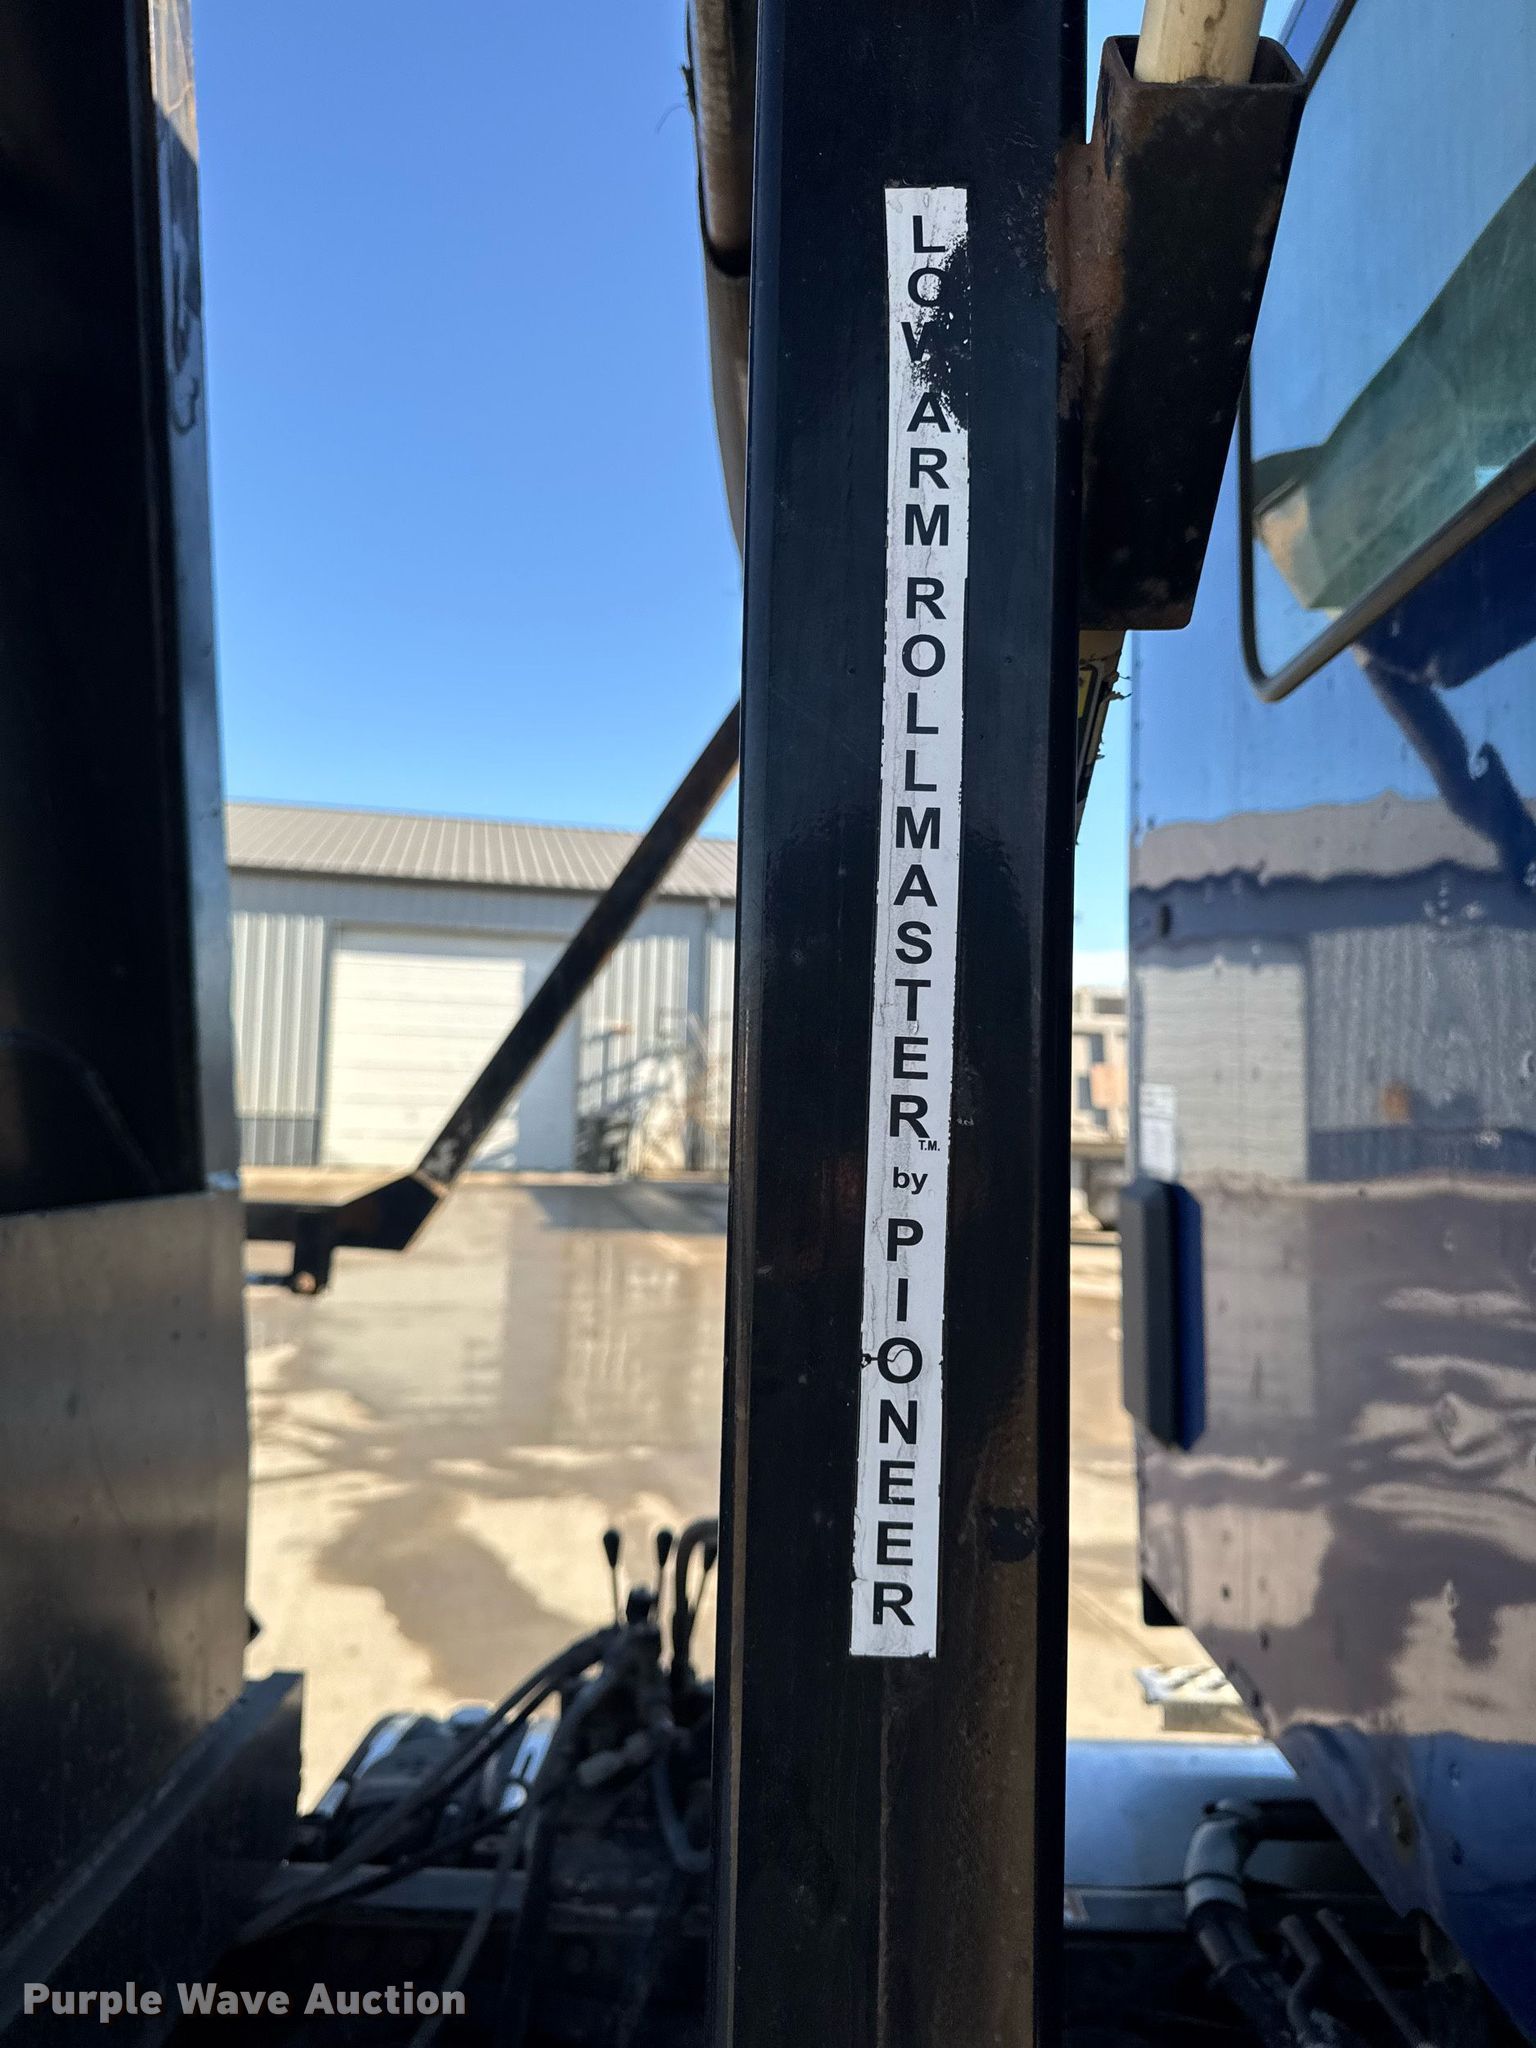 LOW ARM ROLLMASTER T.M. by PIONEER
Purple Wave Auction